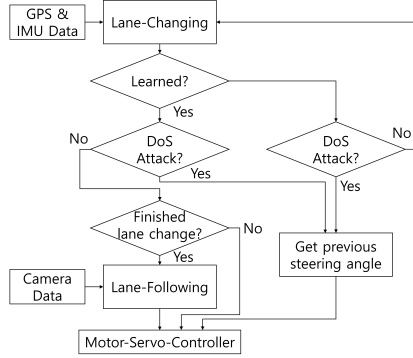 GPS &
IMU Data
Lane-Changing
Learned?
Yes
No
DoS
Attack?
Yes
DoS
Attack?
No
Yes
Finished
lane change?
No
Yes
Get previous
steering angle
Camera
Data
Lane-Following
Motor-Servo-Controller